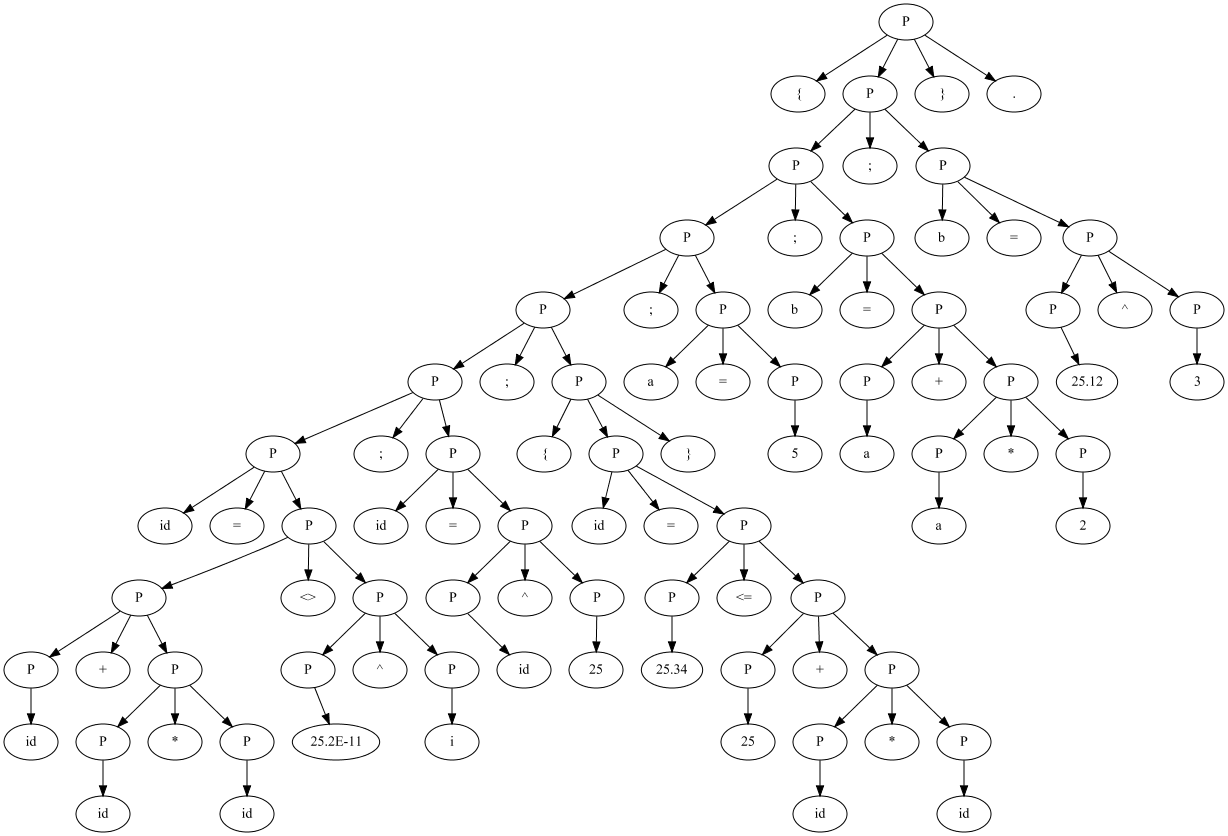 P
{ P } .
P ; P
P ; P b = P
P ; P b = P P ^ P
P ; P a = P P + P 25.12 3
P ; P { P } 5 a P * P
id = P id = P id = P a 2
P <> P P ^ P P <= P
P + P P ^ P id 25 25.34 P + P
id P * P 25.2E-11 i 25 P * P
id id id id